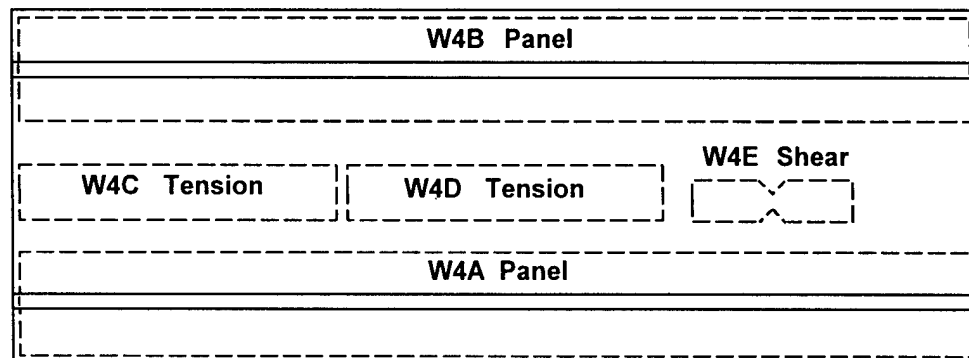 W4B Panel
W4E Shear
W4C Tension
W4D Tension
W4A Panel